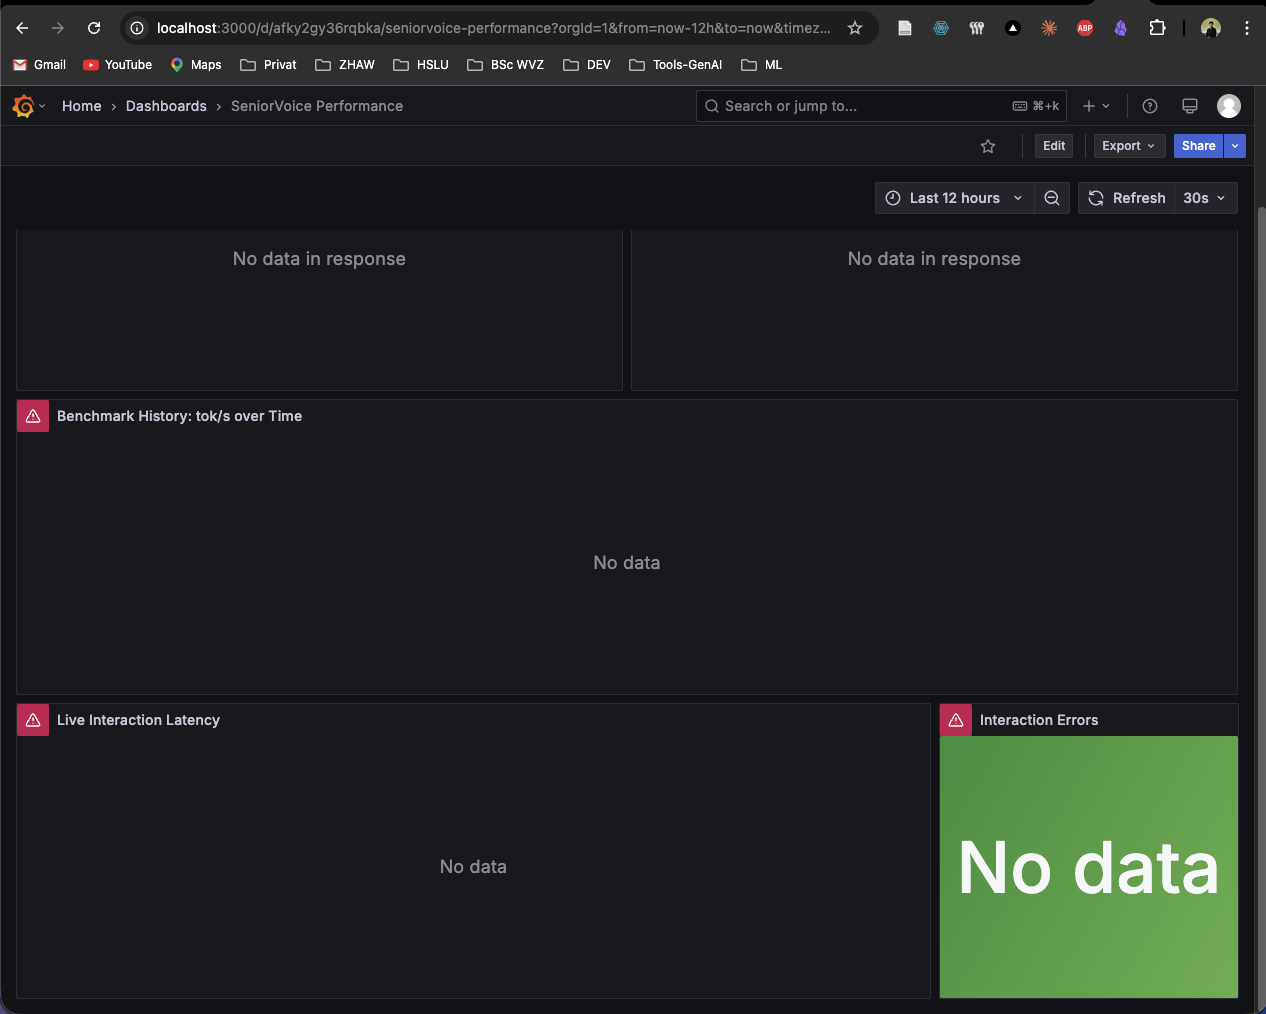 localhost:3000/d/afky2gy36rqbka/seniorvoice-performance?orgId=1&from=now-12h&to=now&timez...
ABP
Gmail YouTube Maps Privat ZHAW HSLU BSc WVZ DEV Tools-GenAI ML
Home › Dashboards › SeniorVoice Performance
Search or jump to... ⌘+k
Edit Export Share
Last 12 hours Refresh 30s
No data in response No data in response
Benchmark History: tok/s over Time
No data
Live Interaction Latency Interaction Errors
No data No data